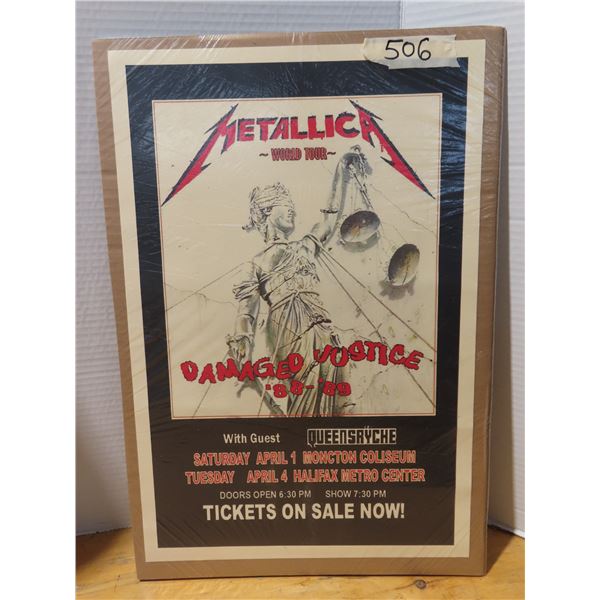 506
METALLICA
~ WORLD TOUR ~
DAMAGED JUSTICE
'88-'89
With Guest QUEENSRŸCHE
SATURDAY APRIL 1 MONCTON COLISEUM
TUESDAY APRIL 4 HALIFAX METRO CENTER
DOORS OPEN 6:30 PM SHOW 7:30 PM
TICKETS ON SALE NOW!